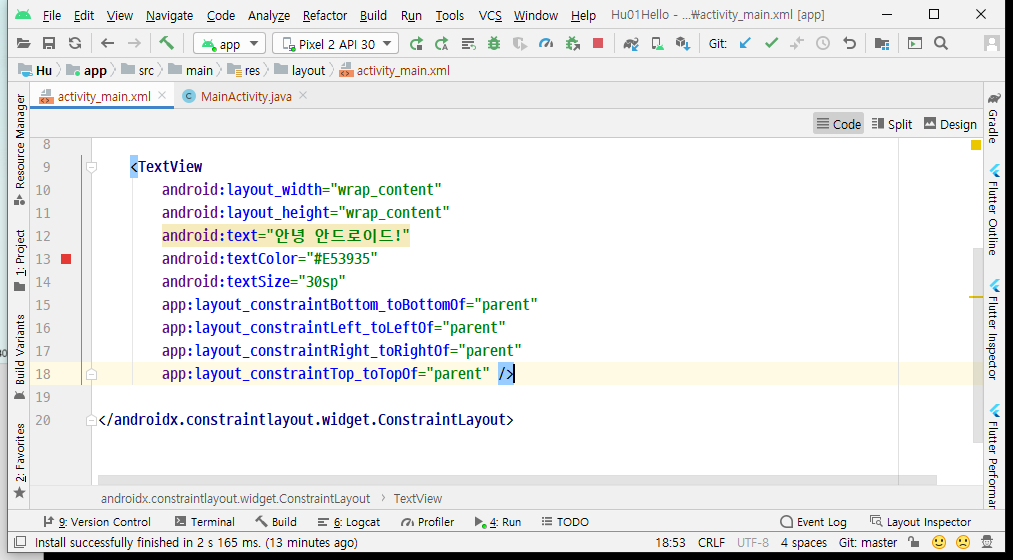 File Edit View Navigate Code Analyze Refactor Build Run Tools VCS Window Help Hu01Hello - ...₩activity_main.xml [app]
app Pixel 2 API 30 Git:
Hu app src main res layout activity_main.xml
activity_main.xml MainActivity.java
Code Split Design
Resource Manager
1: Project
Build Variants
2: Favorites
8
9 <TextView
10 android:layout_width="wrap_content"
11 android:layout_height="wrap_content"
12 android:text="안녕 안드로이드!"
13 android:textColor="#E53935"
14 android:textSize="30sp"
15 app:layout_constraintBottom_toBottomOf="parent"
16 app:layout_constraintLeft_toLeftOf="parent"
17 app:layout_constraintRight_toRightOf="parent"
18 app:layout_constraintTop_toTopOf="parent" />
19
20 </androidx.constraintlayout.widget.ConstraintLayout>
Gradle
Flutter Outline
Flutter Inspector
Flutter Performan
androidx.constraintlayout.widget.ConstraintLayout TextView
9: Version Control Terminal Build 6: Logcat Profiler 4: Run TODO Event Log Layout Inspector
Install successfully finished in 2 s 165 ms. (13 minutes ago) 18:53 CRLF UTF-8 4 spaces Git: master